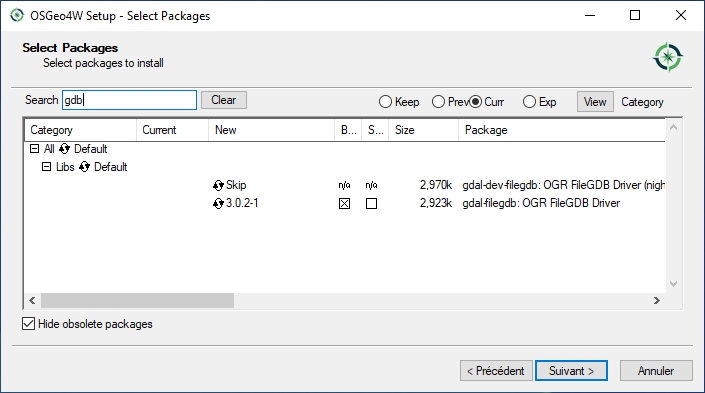 OSGeo4W Setup - Select Packages
Select Packages
Select packages to install
Search gdb Clear Keep Prev Curr Exp View Category
Category Current New B... S... Size Package
All Default
Libs Default
Skip n/a n/a 2,970k gdal-dev-filegdb: OGR FileGDB Driver (nigh
3.0.2-1 2,923k gdal-filegdb: OGR FileGDB Driver
Hide obsolete packages
< Précédent Suivant > Annuler